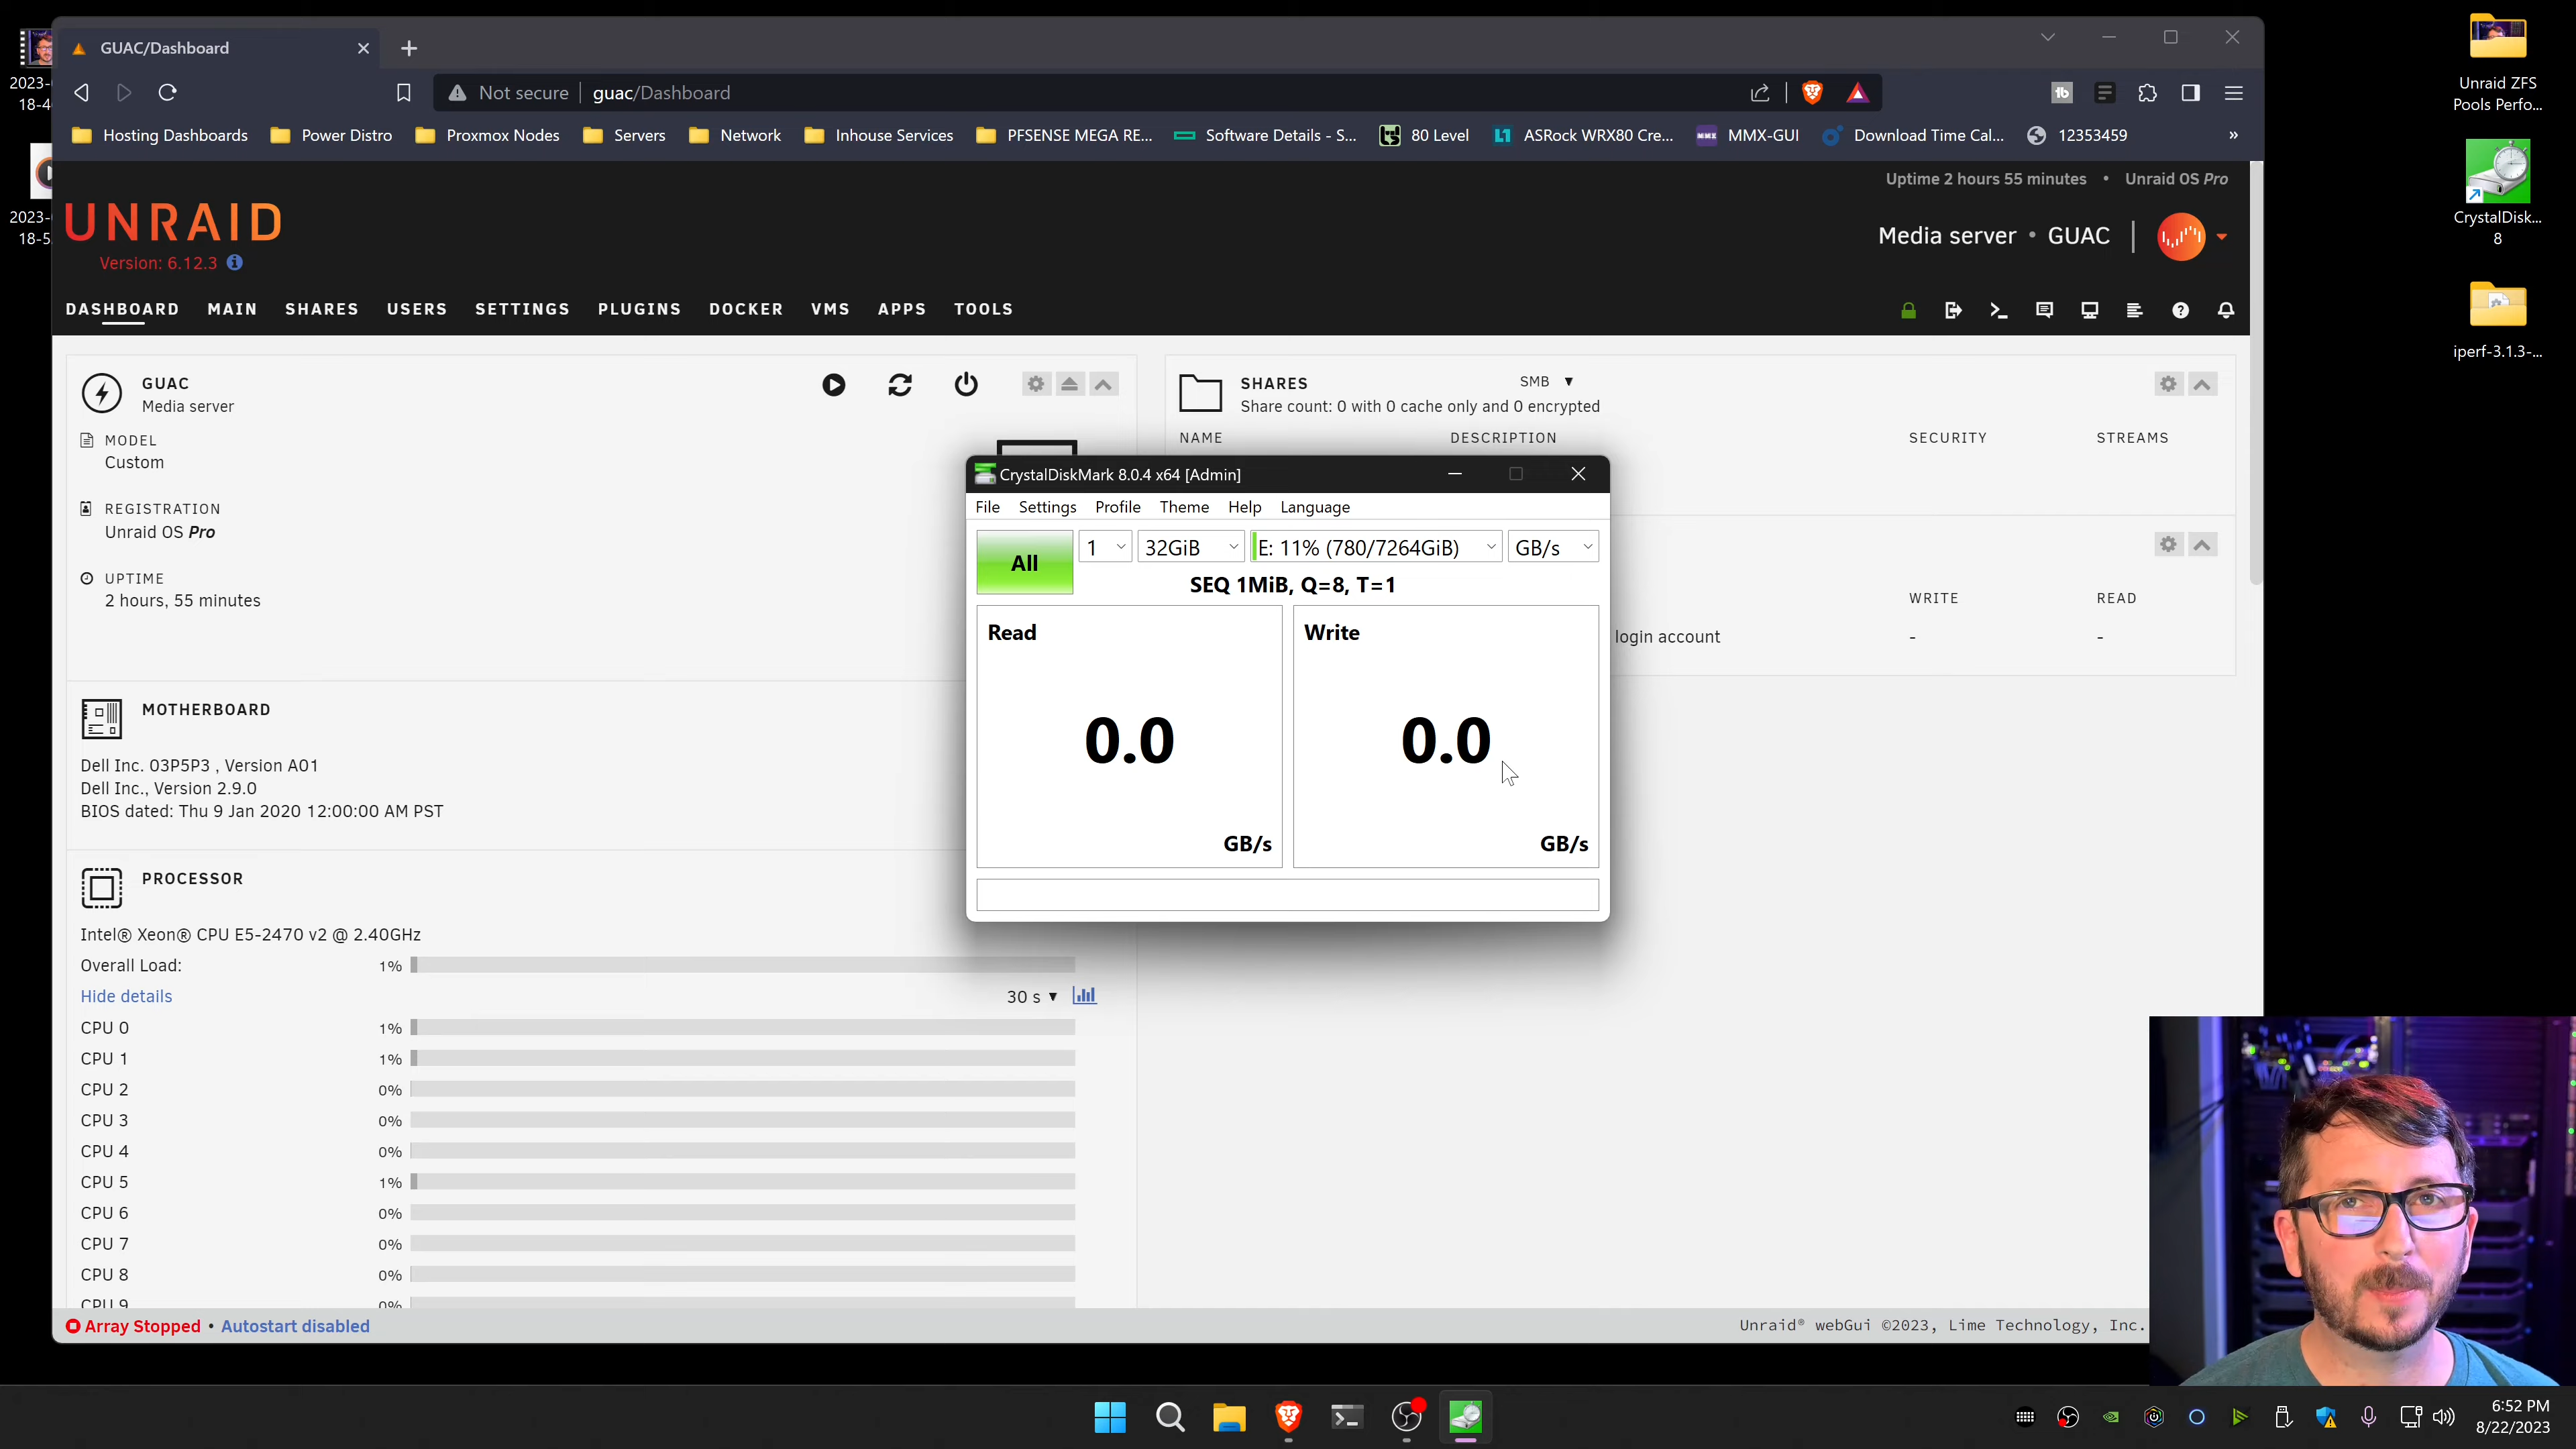 2023-
18-4
2023-
18-5
GUAC/Dashboard
Not secure
guac/Dashboard
Hosting Dashboards
Power Distro
Proxmox Nodes
Servers
Network
Inhouse Services
PFSENSE MEGA RE...
Software Details - S...
80 Level
ASRock WRX80 Cre...
MMX-GUI
Download Time Cal...
12353459
»
Uptime 2 hours 55 minutes • Unraid OS Pro
UNRAID
Version: 6.12.3
Media server • GUAC
DASHBOARD MAIN SHARES USERS SETTINGS PLUGINS DOCKER VMS APPS TOOLS
GUAC
Media server
MODEL
Custom
REGISTRATION
Unraid OS Pro
UPTIME
2 hours, 55 minutes
MOTHERBOARD
Dell Inc. 03P5P3 , Version A01
Dell Inc., Version 2.9.0
BIOS dated: Thu 9 Jan 2020 12:00:00 AM PST
PROCESSOR
Intel® Xeon® CPU E5-2470 v2 @ 2.40GHz
Overall Load: 1%
Hide details
30 s ▼
CPU 0 1%
CPU 1 1%
CPU 2 0%
CPU 3 0%
CPU 4 0%
CPU 5 1%
CPU 6 0%
CPU 7 0%
CPU 8 0%
CPU 9 0%
SHARES
SMB ▼
Share count: 0 with 0 cache only and 0 encrypted
NAME DESCRIPTION SECURITY STREAMS
WRITE READ
login account - -
CrystalDiskMark 8.0.4 x64 [Admin]
File Settings Profile Theme Help Language
All
1
32GiB
E: 11% (780/7264GiB)
GB/s
SEQ 1MiB, Q=8, T=1
Read
0.0
GB/s
Write
0.0
GB/s
Array Stopped • Autostart disabled
Unraid® webGui ©2023, Lime Technology, Inc.
Unraid ZFS
Pools Perfo...
CrystalDisk...
8
iperf-3.1.3-...
6:52 PM
8/22/2023